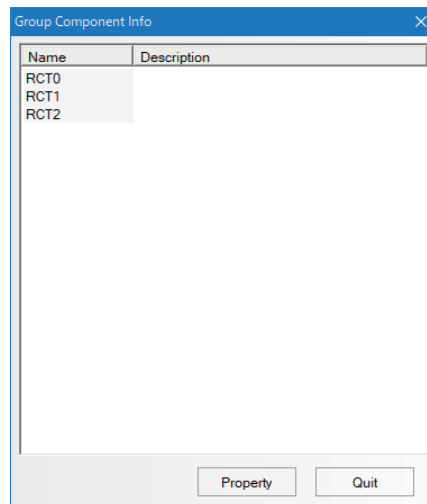 Group Component Info
Name Description
RCT0
RCT1
RCT2
Property Quit